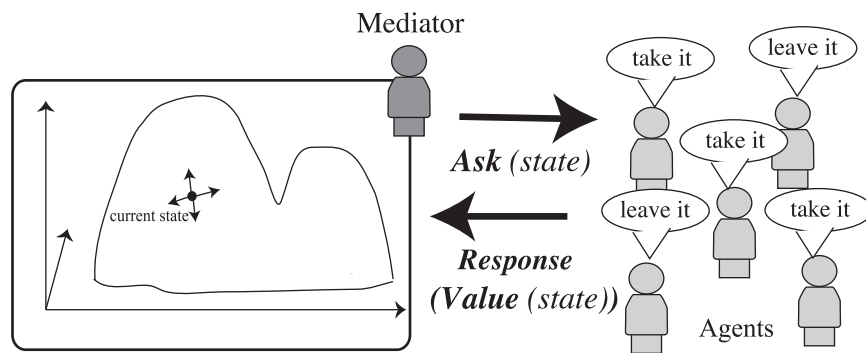 Mediator
take it
leave it
take it
Ask (state)
current state
leave it
take it
Response
(Value (state))
Agents